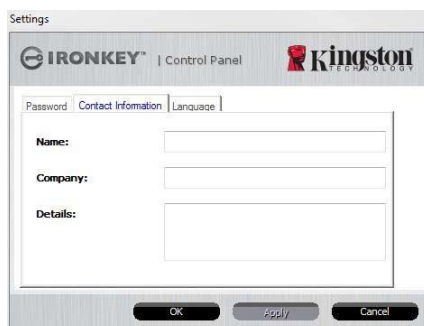 Settings
IRONKEY™ | Control Panel
Kingston
TECHNOLOGY
Password Contact Information Language
Name:
Company:
Details:
OK Apply Cancel